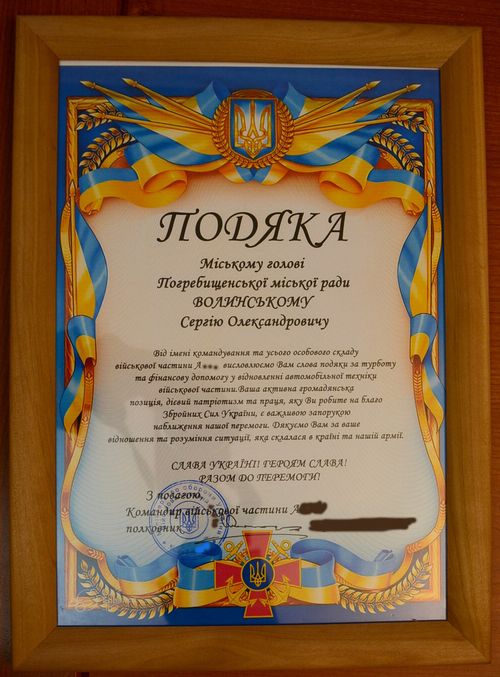 ПОДЯКА
Міському голові
Погребищенської міської ради
ВОЛИНСЬКОМУ
Сергію Олександровичу
Від імені командування та усього особового складу
військової частини А висловлюємо Вам слова подяки за турботу
та фінансову допомогу у відновленні автомобільної техніки
військової частини.Ваша активна громадянська
позиція, дієвий патріотизм та праця, яку Ви робите на благо
Збройних Сил України, є важливою запорукою
наближення нашої перемоги. Дякуємо Вам за ваше
відношення та розуміння ситуації, яка склалася в країні та нашій армії.
СЛАВА УКРАЇНІ! ГЕРОЯМ СЛАВА!
РАЗОМ ДО ПЕРЕМОГИ!
З повагою,
Командир військової частини А
полковник